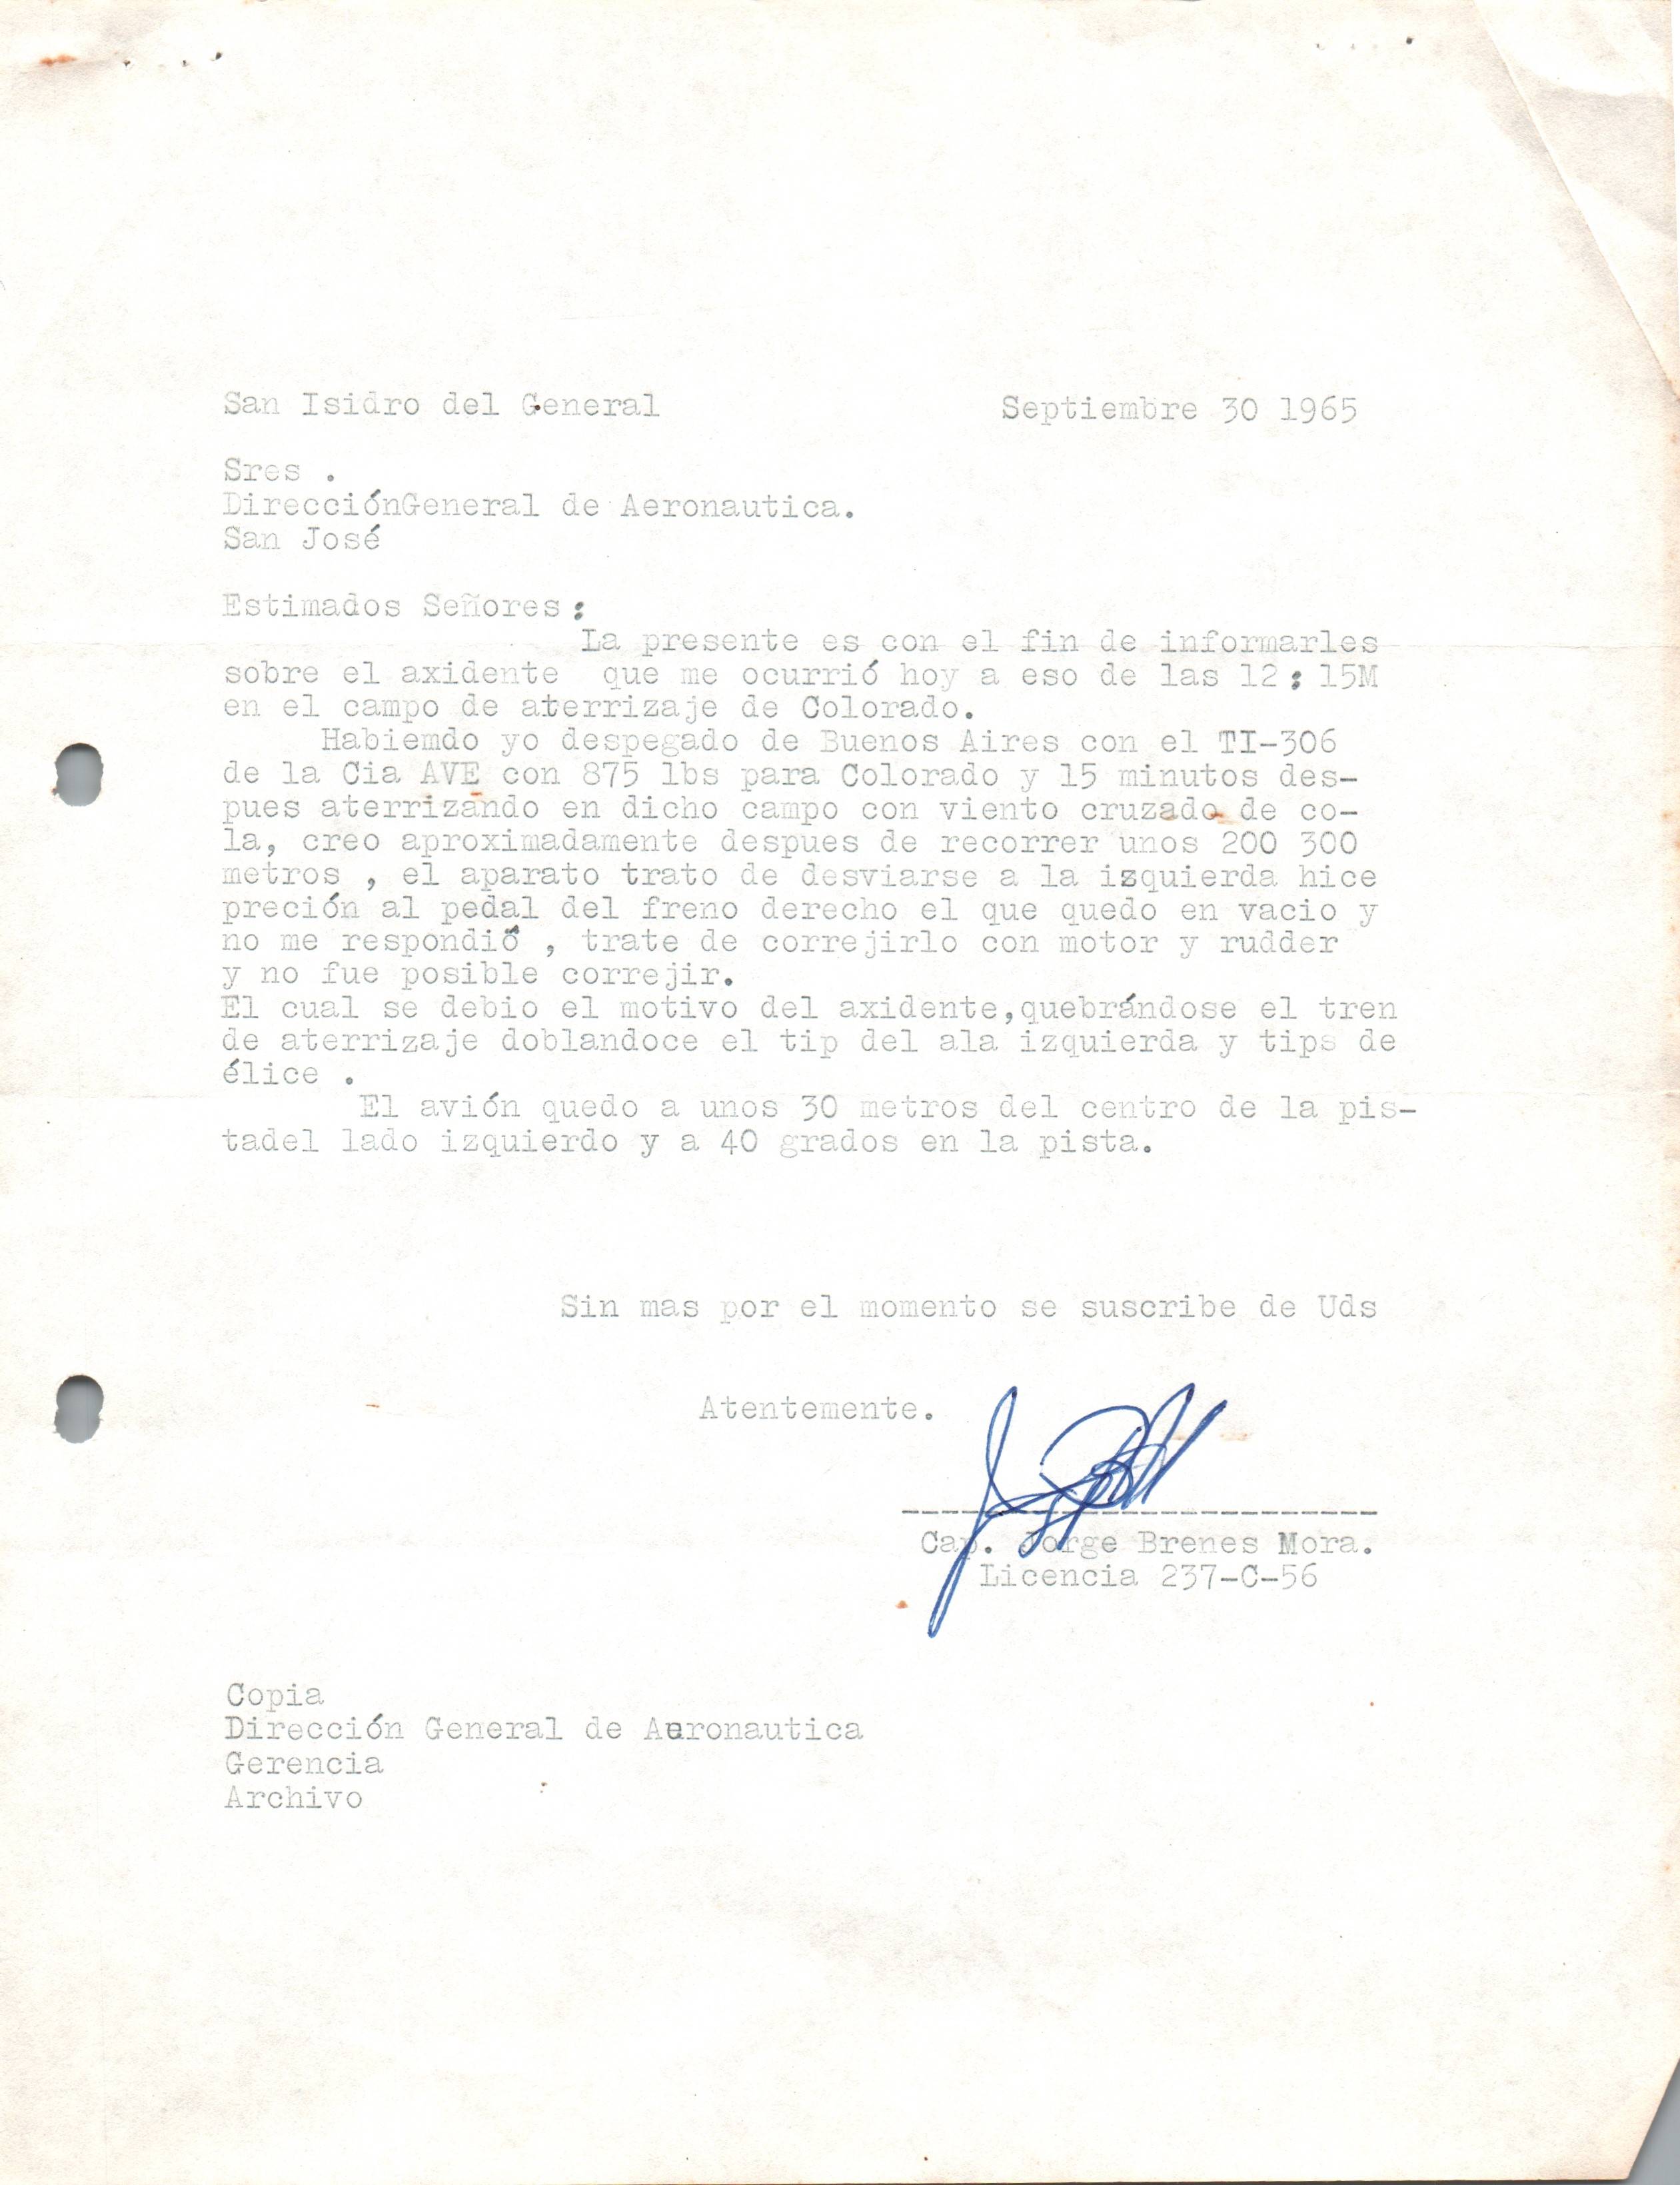 San Isidro del General Septiembre 30 1965
Sres .
DirecciónGeneral de Aeronautica.
San José
Estimados Señores:
La presente es con el fin de informarles
sobre el axidente que me ocurrió hoy a eso de las 12: 15M
en el campo de aterrizaje de Colorado.
Habiemdo yo despegado de Buenos Aires con el TI-306
de la Cia AVE con 875 lbs para Colorado y 15 minutos des-
pues aterrizando en dicho campo con viento cruzado de co-
la, creo aproximadamente despues de recorrer unos 200 300
metros , el aparato trato de desviarse a la izquierda hice
preción al pedal del freno derecho el que quedo en vacio y
no me respondió , trate de correjirlo con motor y rudder
y no fue posible correjir.
El cual se debio el motivo del axidente,quebrándose el tren
de aterrizaje doblandoce el tip del ala izquierda y tips de
élice .
El avión quedo a unos 30 metros del centro de la pis-
tadel lado izquierdo y a 40 grados en la pista.
Sin mas por el momento se suscribe de Uds
Atentemente.
Cap. Jorge Brenes Mora.
Licencia 237-C-56
Copia
Dirección General de Aeronautica
Gerencia
Archivo